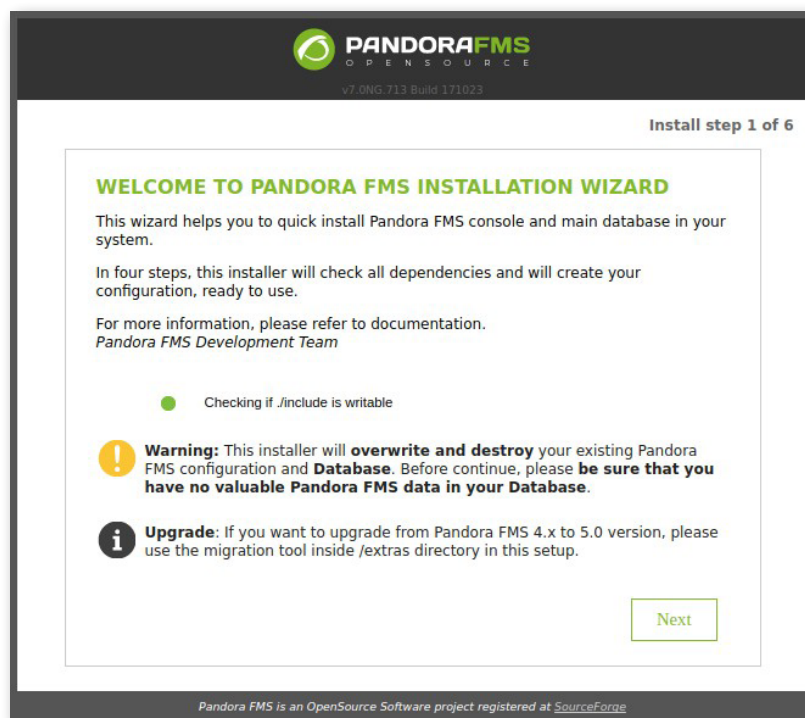 PANDORAFMS
OPENSOURCE
v7.0NG.713 Build 171023
Install step 1 of 6
WELCOME TO PANDORA FMS INSTALLATION WIZARD
This wizard helps you to quick install Pandora FMS console and main database in your
system.
In four steps, this installer will check all dependencies and will create your
configuration, ready to use.
For more information, please refer to documentation.
Pandora FMS Development Team
Checking if ./include is writable
Warning: This installer will overwrite and destroy your existing Pandora
FMS configuration and Database. Before continue, please be sure that you
have no valuable Pandora FMS data in your Database.
Upgrade: If you want to upgrade from Pandora FMS 4.x to 5.0 version, please
use the migration tool inside /extras directory in this setup.
Next
Pandora FMS is an OpenSource Software project registered at SourceForge